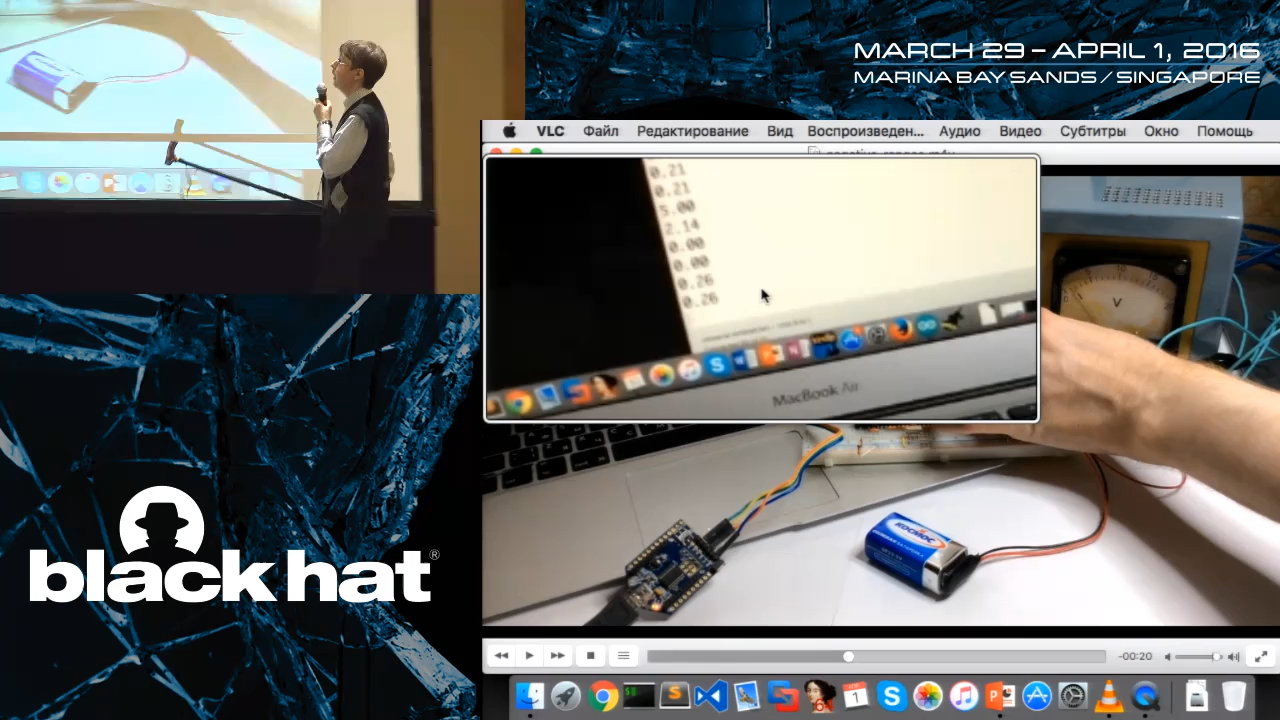 MARCH 29 – APRIL 1, 2016
MARINA BAY SANDS / SINGAPORE
VLC Файл Редактирование Вид Воспроизведен... Аудио Видео Субтитры Окно Помощь
0.21
0.21
5.00
2.14
0.00
0.00
0.26
0.26
MacBook Air
V
КОСМОС
black hat®
-00:20
1